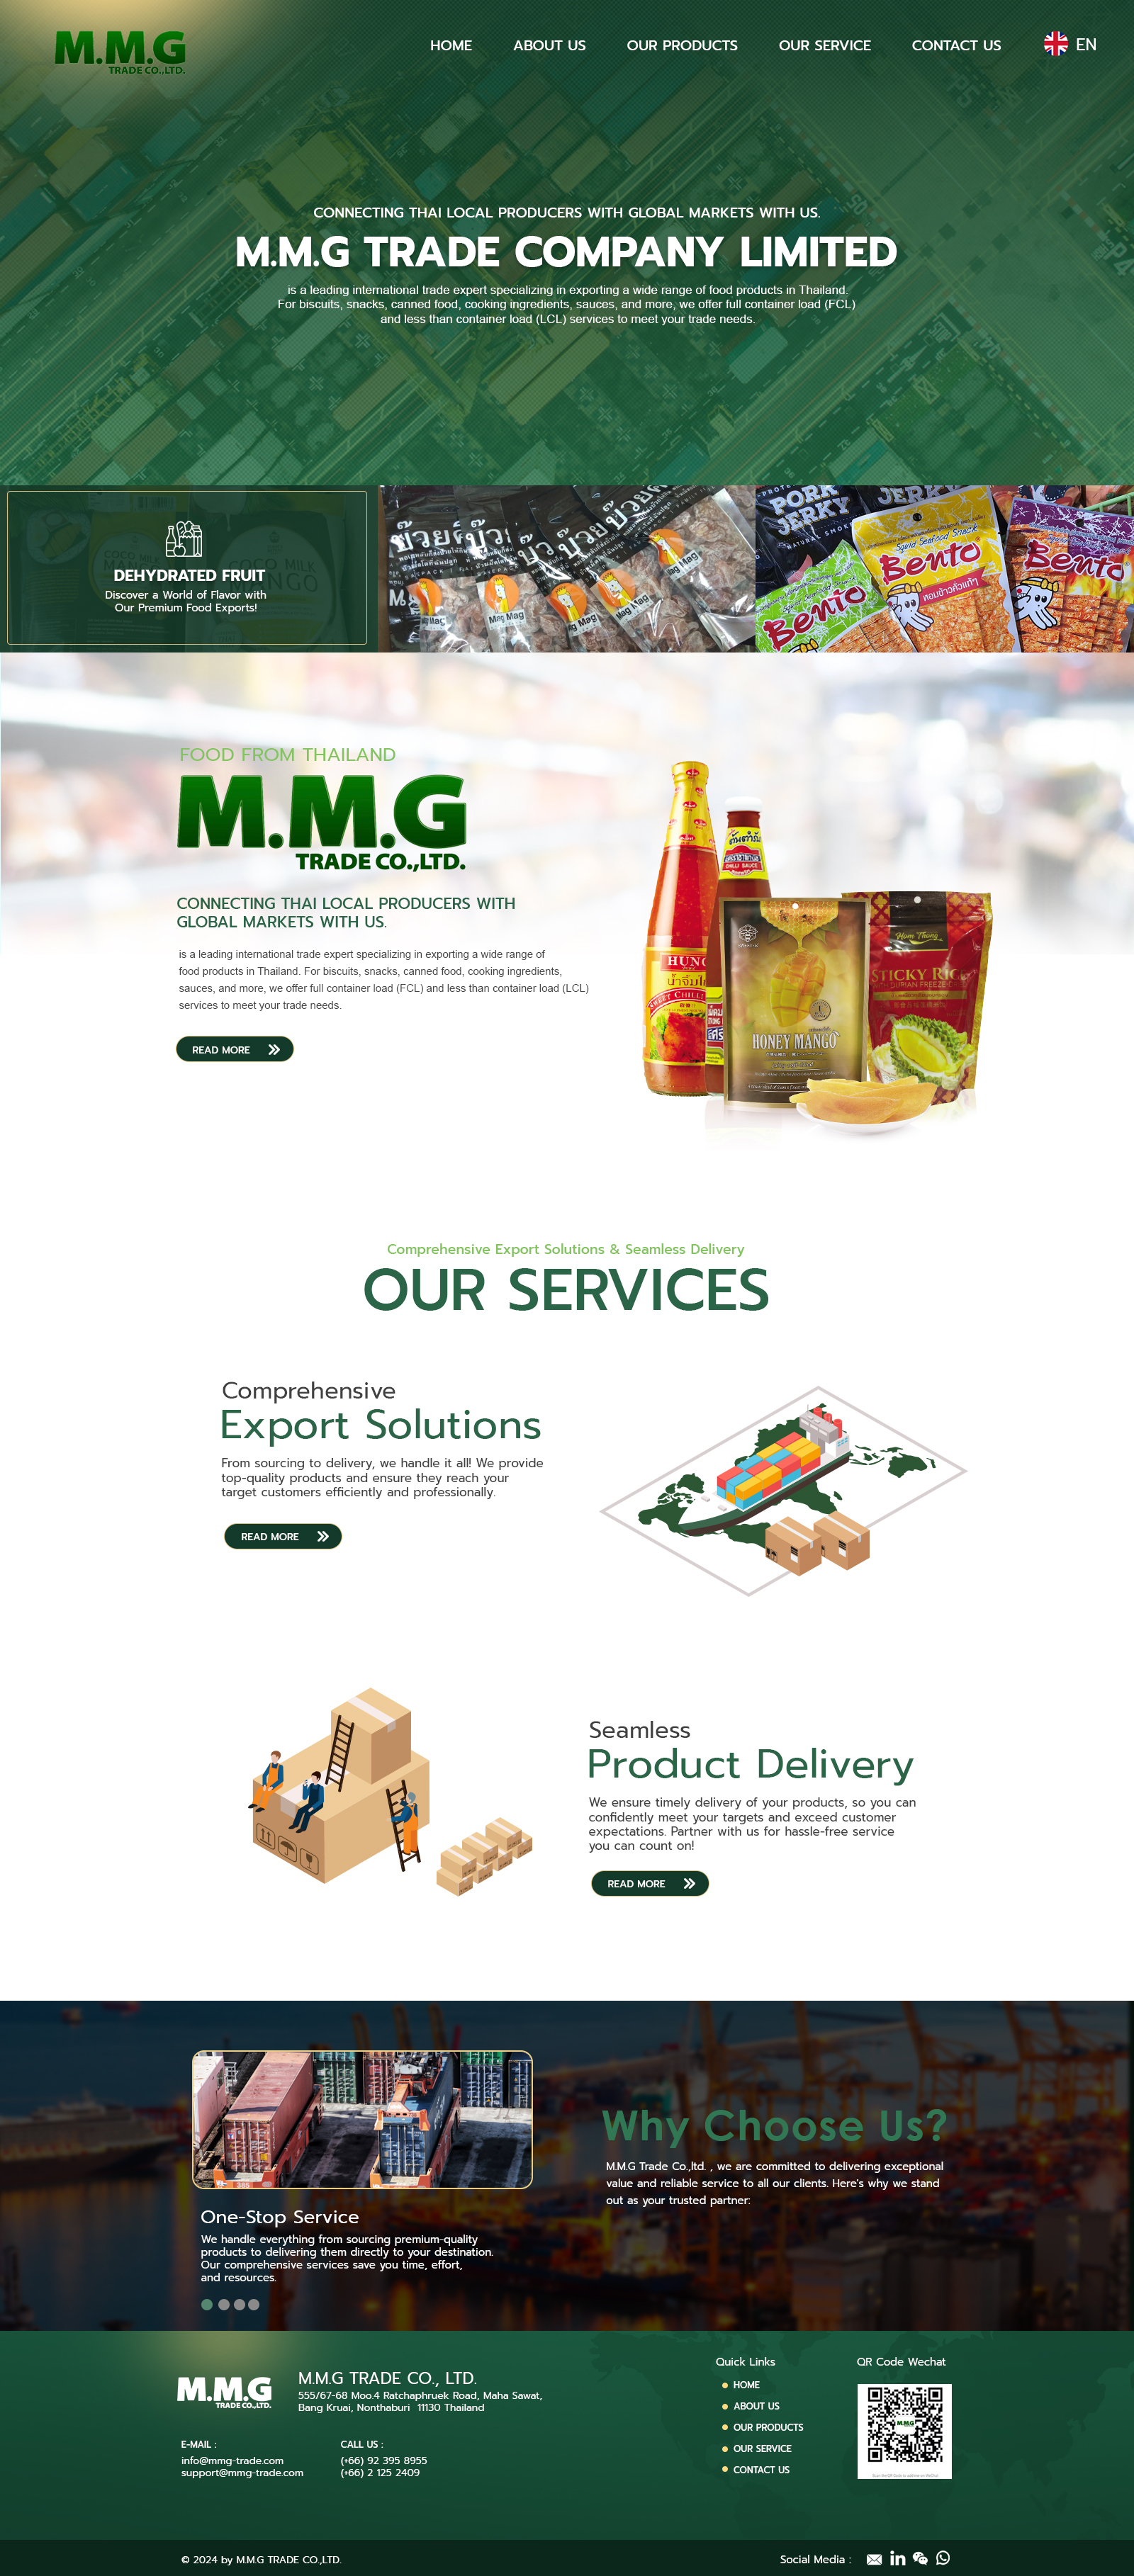 M.M.G
TRADE CO.,LTD.
HOME
ABOUT US
OUR PRODUCTS
OUR SERVICE
CONTACT US
EN
CONNECTING THAI LOCAL PRODUCERS WITH GLOBAL MARKETS WITH US.
M.M.G TRADE COMPANY LIMITED
is a leading international trade expert specializing in exporting a wide range of food products in Thailand.
For biscuits, snacks, canned food, cooking ingredients, sauces, and more, we offer full container load (FCL)
and less than container load (LCL) services to meet your trade needs.
DEHYDRATED FRUIT
Discover a World of Flavor with
Our Premium Food Exports!
Mag Mag
Mag Mag
Mag Mag
PORK
JERKY
JERKY
Squid Seafood Snack
Bento
Bento
Bento
FOOD FROM THAILAND
M.M.G
TRADE CO.,LTD.
CONNECTING THAI LOCAL PRODUCERS WITH
GLOBAL MARKETS WITH US.
is a leading international trade expert specializing in exporting a wide range of
food products in Thailand. For biscuits, snacks, canned food, cooking ingredients,
sauces, and more, we offer full container load (FCL) and less than container load (LCL)
services to meet your trade needs.
READ MORE
CHILLI SAUCE
HONEY MANGO
Hom Thong
STICKY RICE
Comprehensive Export Solutions & Seamless Delivery
OUR SERVICES
Comprehensive
Export Solutions
From sourcing to delivery, we handle it all! We provide
top-quality products and ensure they reach your
target customers efficiently and professionally.
READ MORE
Seamless
Product Delivery
We ensure timely delivery of your products, so you can
confidently meet your targets and exceed customer
expectations. Partner with us for hassle-free service
you can count on!
READ MORE
One-Stop Service
We handle everything from sourcing premium-quality
products to delivering them directly to your destination.
Our comprehensive services save you time, effort,
and resources.
Why Choose Us?
M.M.G Trade Co.,ltd. , we are committed to delivering exceptional
value and reliable service to all our clients. Here's why we stand
out as your trusted partner:
M.M.G
TRADE CO.,LTD.
M.M.G TRADE CO., LTD.
555/67-68 Moo.4 Ratchaphruek Road, Maha Sawat,
Bang Kruai, Nonthaburi 11130 Thailand
E-MAIL :
info@mmg-trade.com
support@mmg-trade.com
CALL US :
(+66) 92 395 8955
(+66) 2 125 2409
Quick Links
HOME
ABOUT US
OUR PRODUCTS
OUR SERVICE
CONTACT US
QR Code Wechat
© 2024 by M.M.G TRADE CO.,LTD.
Social Media :